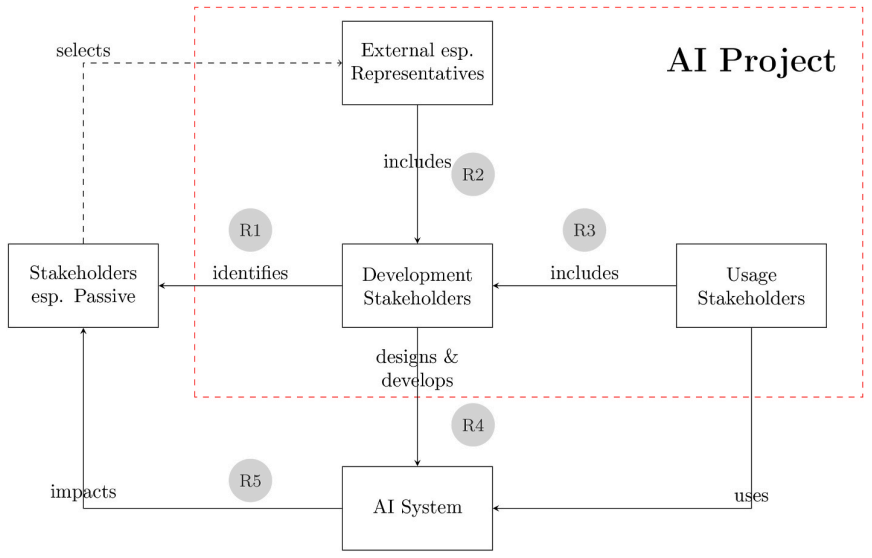 selects
External esp.
Representatives
AI Project
includes
R2
R1
R3
Stakeholders
esp. Passive
identifies
Development
Stakeholders
includes
Usage
Stakeholders
designs &
develops
R4
R5
impacts
AI System
uses